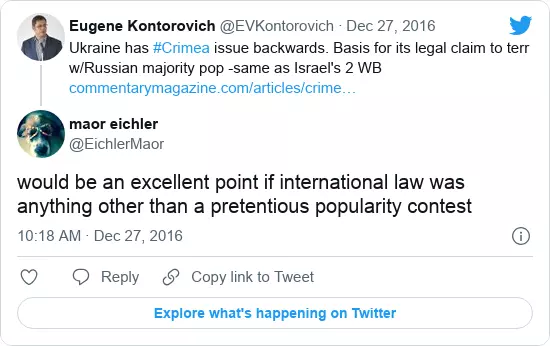 Eugene Kontorovich @EVKontorovich · Dec 27, 2016
Ukraine has #Crimea issue backwards. Basis for its legal claim to terr
w/Russian majority pop -same as Israel's 2 WB
commentarymagazine.com/articles/crime…
maor eichler
@EichlerMaor
would be an excellent point if international law was
anything other than a pretentious popularity contest
10:18 AM · Dec 27, 2016
Reply
Copy link to Tweet
Explore what's happening on Twitter